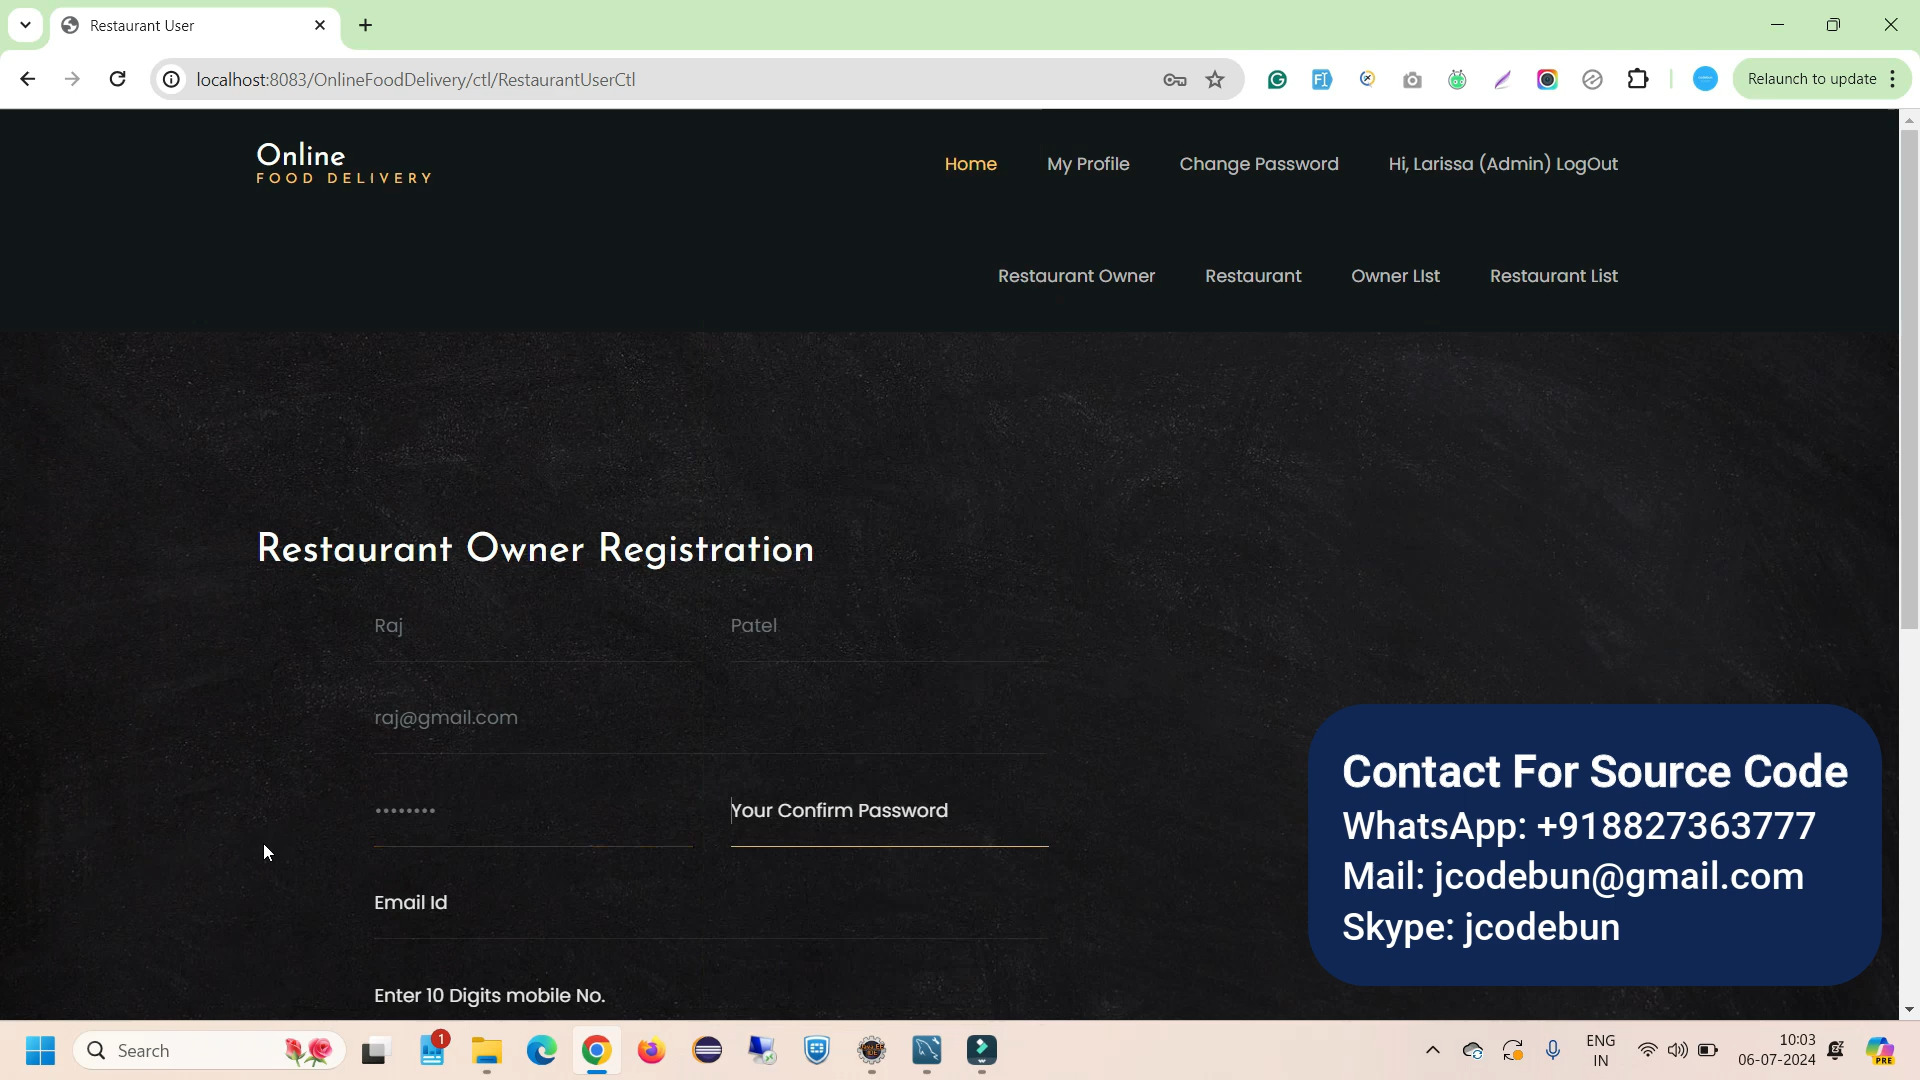 Restaurant User
localhost:8083/OnlineFoodDelivery/ctl/RestaurantUserCtl
Relaunch to update
Online
FOOD DELIVERY
Home
My Profile
Change Password
Hi, Larissa (Admin) LogOut
Restaurant Owner
Restaurant
Owner LIst
Restaurant List
Restaurant Owner Registration
Raj
Patel
raj@gmail.com
••••••••
Your Confirm Password
Email Id
Enter 10 Digits mobile No.
Contact For Source Code
WhatsApp: +918827363777
Mail: jcodebun@gmail.com
Skype: jcodebun
Search
1
ENG
IN
10:03
06-07-2024
PRE